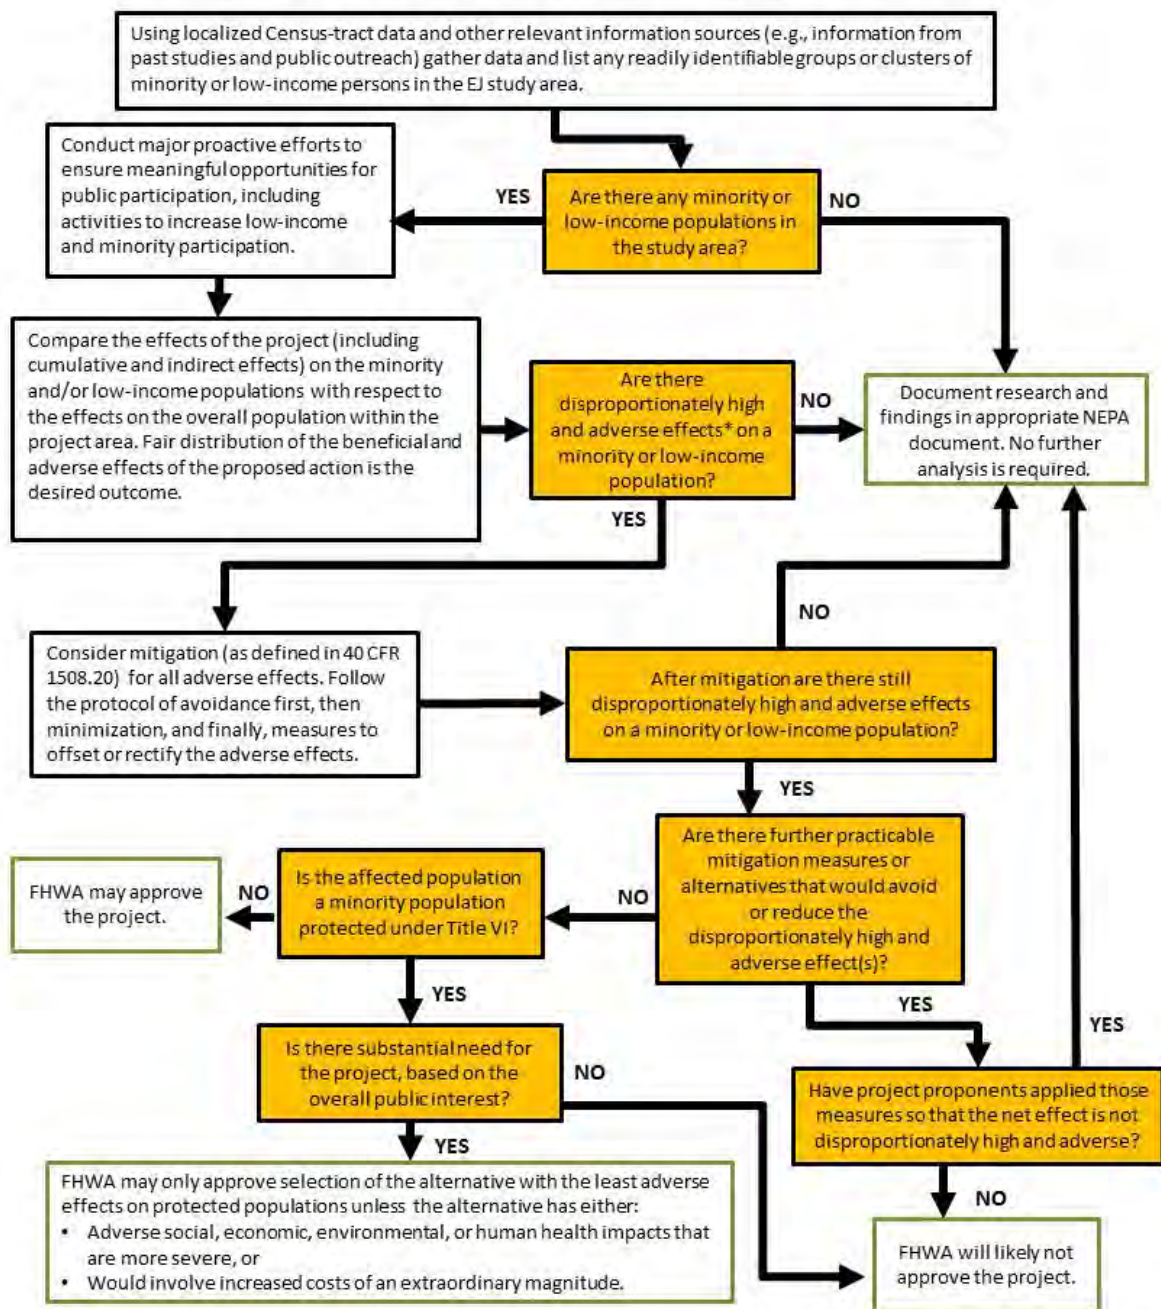 Using localized Census-tract data and other relevant information sources (e.g., information from
past studies and public outreach) gather data and list any readily identifiable groups or clusters of
minority or low-income persons in the EJ study area.
Conduct major proactive efforts to
ensure meaningful opportunities for
public participation, including
activities to increase low-income
and minority participation.
YES
Are there any minority or
low-income populations in
the study area?
NO
Compare the effects of the project (including
cumulative and indirect effects) on the minority
and/or low-income populations with respect to
the effects on the overall population within the
project area. Fair distribution of the beneficial and
adverse effects of the proposed action is the
desired outcome.
Are there
disproportionately high
and adverse effects* on a
minority or low-income
population?
NO
Document research and
findings in appropriate NEPA
document. No further
analysis is required.
YES
Consider mitigation (as defined in 40 CFR
1508.20) for all adverse effects. Follow
the protocol of avoidance first, then
minimization, and finally, measures to
offset or rectify the adverse effects.
NO
After mitigation are there still
disproportionately high and adverse effects
on a minority or low-income population?
YES
Are there further practicable
mitigation measures or
alternatives that would avoid
or reduce the
disproportionately high and
adverse effect(s)?
NO
Is the affected population
a minority population
protected under Title VI?
NO
FHWA may approve
the project.
YES
YES
YES
Is there substantial need for
the project, based on the
overall public interest?
NO
Have project proponents applied those
measures so that the net effect is not
disproportionately high and adverse?
YES
NO
FHWA may only approve selection of the alternative with the least adverse
effects on protected populations unless the alternative has either:
• Adverse social, economic, environmental, or human health impacts that
are more severe, or
• Would involve increased costs of an extraordinary magnitude.
FHWA will likely not
approve the project.